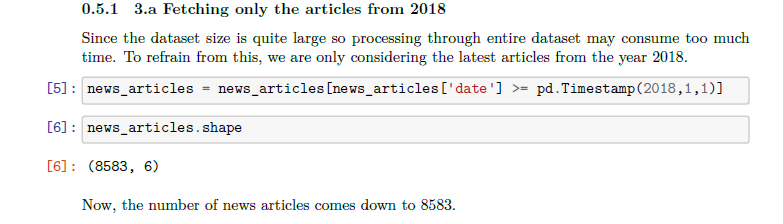 0.5.1 3.a Fetching only the articles from 2018
Since the dataset size is quite large so processing through entire dataset may consume too much
time. To refrain from this, we are only considering the latest articles from the year 2018.
[5]: news_articles = news_articles[news_articles['date'] >= pd.Timestamp(2018,1,1)]
[6]: news_articles.shape
[6]: (8583, 6)
Now, the number of news articles comes down to 8583.